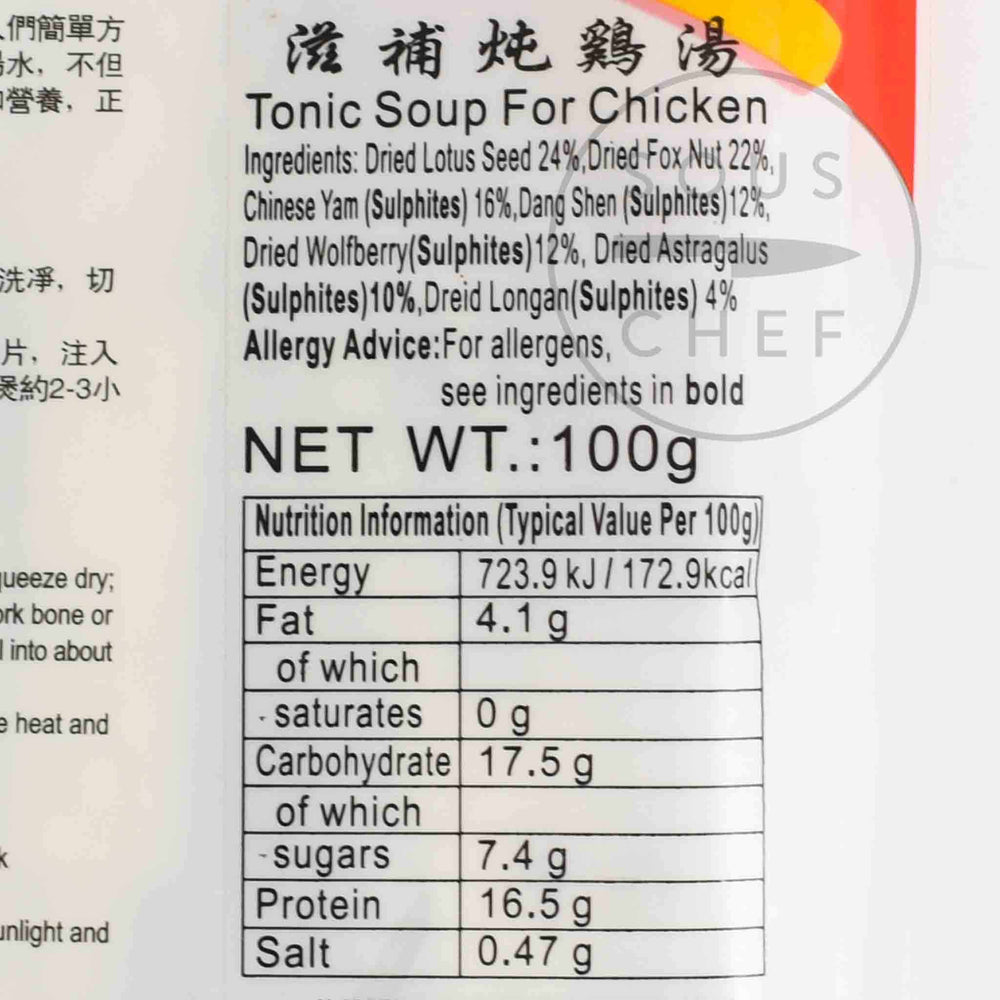 們簡單方
水，不但
營養，正
洗凈，切
片，注入
煲約2-3小
queeze dry;
ork bone or
into about
heat and
unlight and
滋補炖鷄湯
Tonic Soup For Chicken
Ingredients: Dried Lotus Seed 24%,Dried Fox Nut 22%,
Chinese Yam (Sulphites) 16%,Dang Shen (Sulphites)12%,
Dried Wolfberry(Sulphites)12%, Dried Astragalus
(Sulphites)10%,Dreid Longan(Sulphites) 4%
Allergy Advice:For allergens,
see ingredients in bold
NET WT.:100g
Nutrition Information (Typical Value Per 100g)
Energy 723.9 kJ / 172.9kcal
Fat 4.1 g
of which
- saturates 0 g
Carbohydrate 17.5 g
of which
- sugars 7.4 g
Protein 16.5 g
Salt 0.47 g
SOUS
CHEF